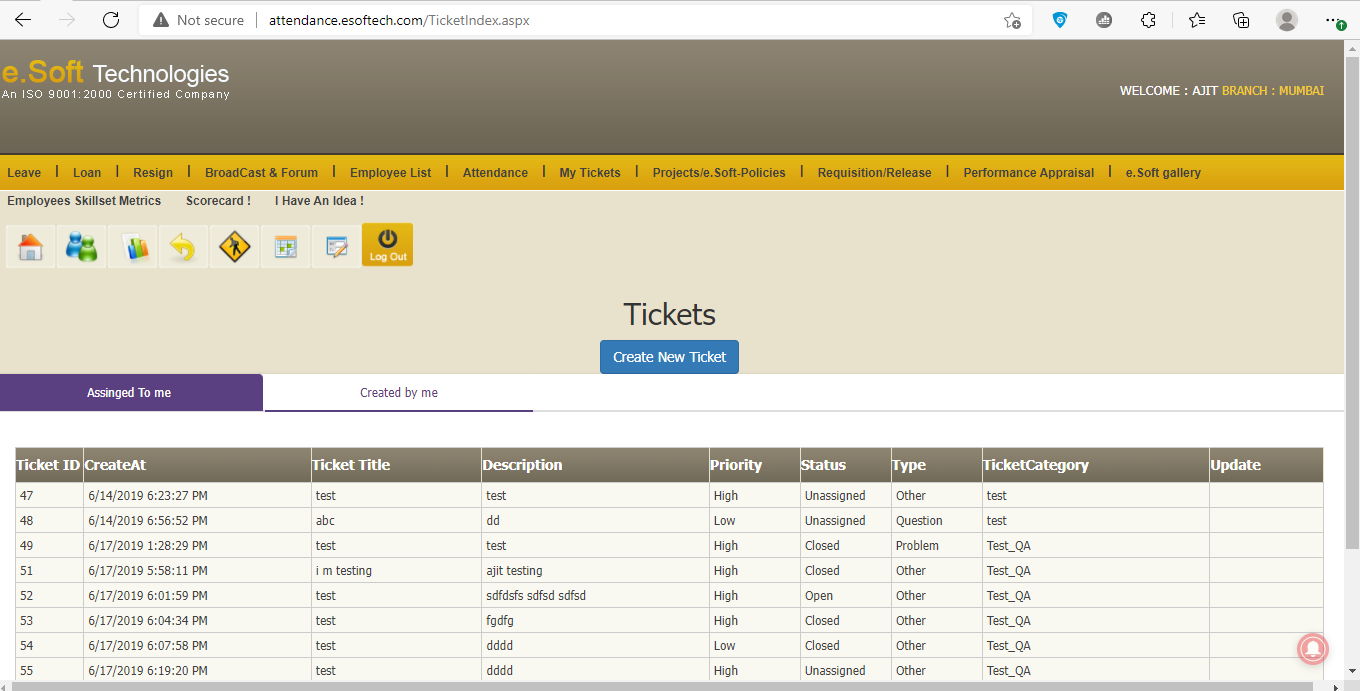 Not secure | attendance.esoftech.com/TicketIndex.aspx
e.Soft Technologies
An ISO 9001:2000 Certified Company
WELCOME : AJIT BRANCH : MUMBAI
Leave | Loan | Resign | BroadCast & Forum | Employee List | Attendance | My Tickets | Projects/e.Soft-Policies | Requisition/Release | Performance Appraisal | e.Soft gallery
Employees Skillset Metrics Scorecard ! I Have An Idea !
Log Out
Tickets
Create New Ticket
Assinged To me Created by me
Ticket ID CreateAt Ticket Title Description Priority Status Type TicketCategory Update
47 6/14/2019 6:23:27 PM test test High Unassigned Other test
48 6/14/2019 6:56:52 PM abc dd Low Unassigned Question test
49 6/17/2019 1:28:29 PM test test High Closed Problem Test_QA
51 6/17/2019 5:58:11 PM i m testing ajit testing High Closed Other Test_QA
52 6/17/2019 6:01:59 PM test sdfdsfs sdfsd sdfsd High Open Other Test_QA
53 6/17/2019 6:04:34 PM test fgdfg High Closed Other Test_QA
54 6/17/2019 6:07:58 PM test dddd Low Closed Other Test_QA
55 6/17/2019 6:19:20 PM test dddd High Unassigned Other Test_QA